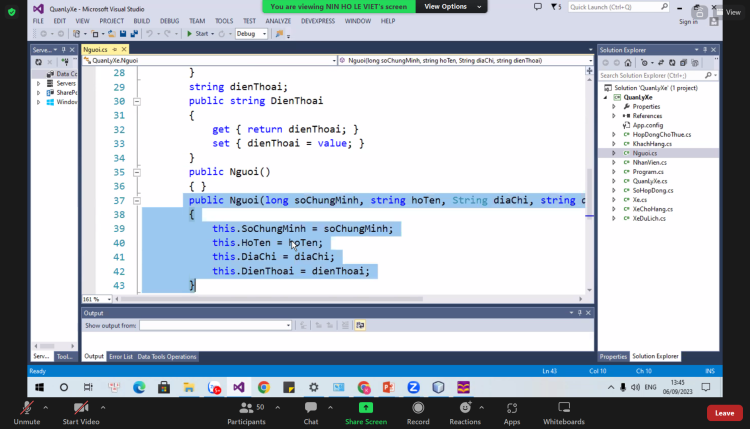 You are viewing NIN HO LE VIET's screen
View Options
View
QuanLyXe - Microsoft Visual Studio
5
Quick Launch (Ctrl+Q)
FILE EDIT VIEW PROJECT BUILD DEBUG TEAM TOOLS TEST ANALYZE DEVEXPRESS WINDOW HELP
Sign in
Start
Debug
Serve...
Nguoi.cs
Solution Explorer
QuanLyXe.Nguoi
Nguoi(long soChungMinh, string hoTen, String diaChi, string dienThoai)
Data Co
Servers
SharePo
Window
28 }
29 string dienThoai;
30 public string DienThoai
31 {
32 get { return dienThoai; }
33 set { dienThoai = value; }
34 }
35 public Nguoi()
36 { }
37 public Nguoi(long soChungMinh, string hoTen, String diaChi, string d
38 {
39 this.SoChungMinh = soChungMinh;
40 this.HoTen = hoTen;
41 this.DiaChi = diaChi;
42 this.DienThoai = dienThoai;
43 }
161 %
Search Solution Explorer (Ctrl+;)
Solution 'QuanLyXe' (1 project)
QuanLyXe
Properties
References
App.config
HopDongChoThue.cs
KhachHang.cs
Nguoi.cs
NhanVien.cs
Program.cs
QuanLyXe.cs
SoHopDong.cs
Xe.cs
XeChoHang.cs
XeDuLich.cs
Output
Show output from:
Serv... Tool...
Output Error List Data Tools Operations
Properties Solution Explorer
Ready
Ln 43 Col 10 Ch 10 INS
ENG
13:45
06/09/2023
Unmute
Start Video
50
Participants
Chat
Share Screen
Record
Reactions
Apps
Whiteboards
Leave